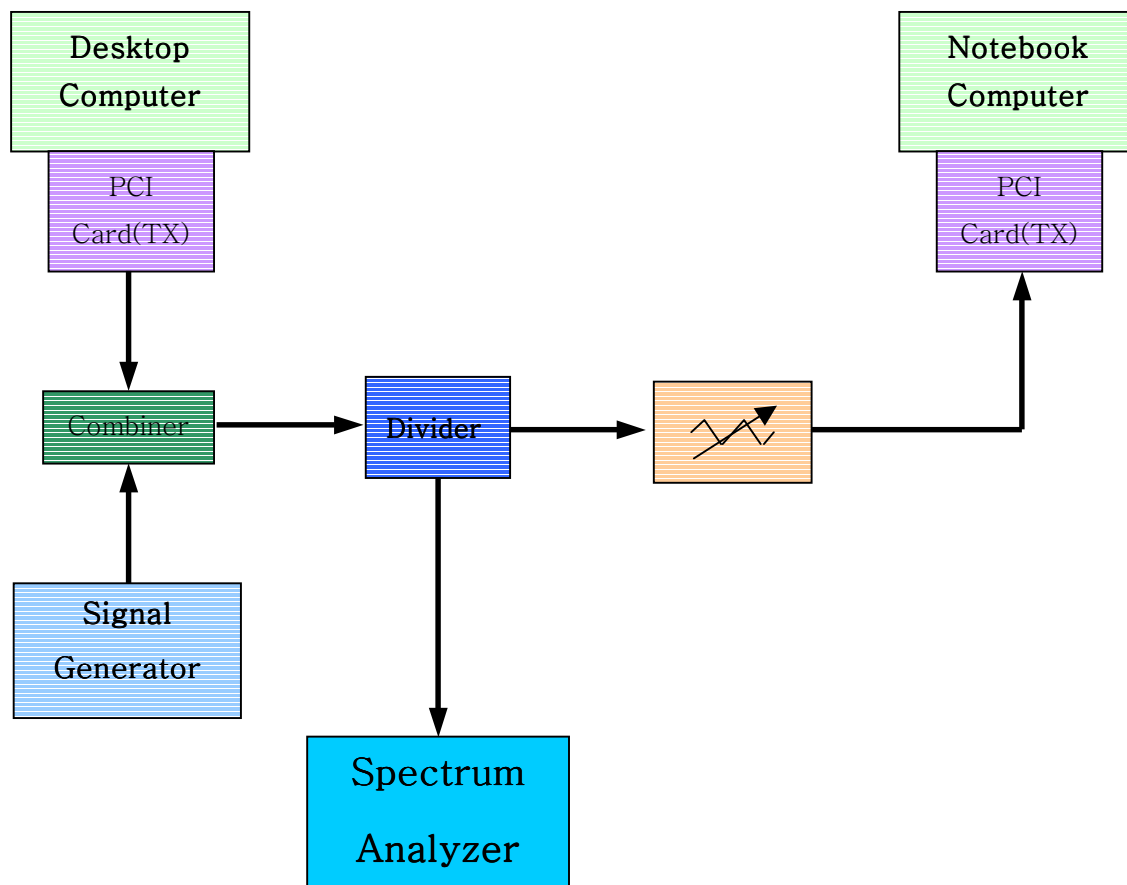 Desktop
Computer
PCI
Card(TX)
Notebook
Computer
PCI
Card(TX)
Combiner
Divider
Signal
Generator
Spectrum
Analyzer